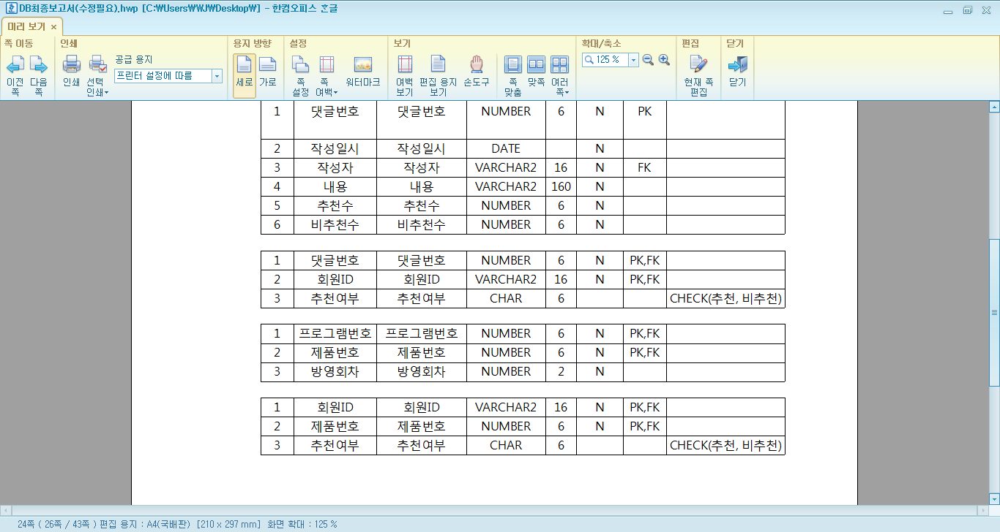 DB최종보고서(수정필요).hwp [C:₩Users₩WJ₩Desktop₩] - 한컴오피스 한글
미리 보기 ×
쪽 이동 인쇄 용지 방향 설정 보기 확대/축소 편집 닫기
이전 쪽 다음 쪽 인쇄 선택 인쇄 공급 용지 프린터 설정에 따름 세로 가로 쪽 설정 쪽 여백 워터마크 여백 보기 편집 용지 보기 손도구 쪽 맞춤 맞쪽 여러 쪽 125 % 현재 쪽 편집 닫기
1 댓글번호 댓글번호 NUMBER 6 N PK
2 작성일시 작성일시 DATE N
3 작성자 작성자 VARCHAR2 16 N FK
4 내용 내용 VARCHAR2 160 N
5 추천수 추천수 NUMBER 6 N
6 비추천수 비추천수 NUMBER 6 N
1 댓글번호 댓글번호 NUMBER 6 N PK,FK
2 회원ID 회원ID VARCHAR2 16 N PK,FK
3 추천여부 추천여부 CHAR 6 CHECK(추천, 비추천)
1 프로그램번호 프로그램번호 NUMBER 6 N PK,FK
2 제품번호 제품번호 NUMBER 6 N PK,FK
3 방영회차 방영회차 NUMBER 2 N
1 회원ID 회원ID VARCHAR2 16 N PK,FK
2 제품번호 제품번호 NUMBER 6 N PK,FK
3 추천여부 추천여부 CHAR 6 CHECK(추천, 비추천)
24쪽 ( 26쪽 / 43쪽 ) 편집 용지 : A4(국배판) [210 x 297 mm] 화면 확대 : 125 %